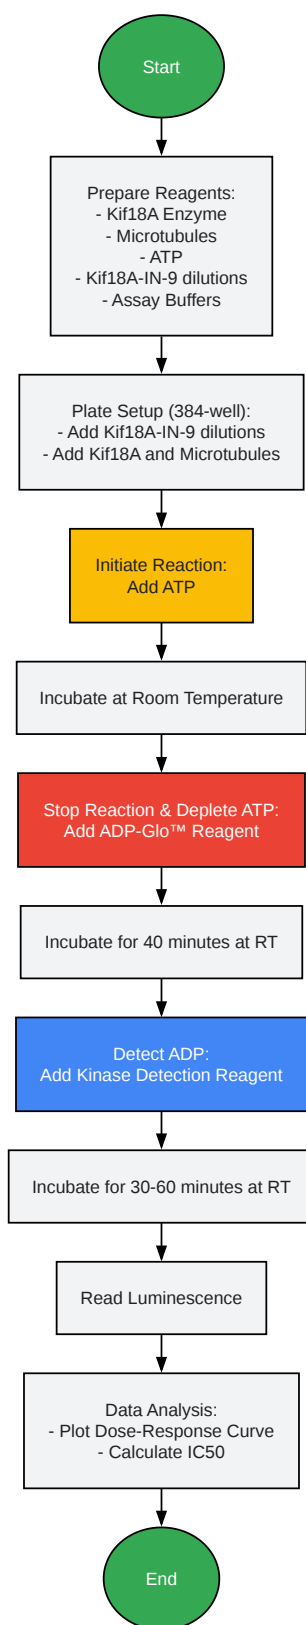 Start
Prepare Reagents:
- Kif18A Enzyme
- Microtubules
- ATP
- Kif18A-IN-9 dilutions
- Assay Buffers
Plate Setup (384-well):
- Add Kif18A-IN-9 dilutions
- Add Kif18A and Microtubules
Initiate Reaction:
Add ATP
Incubate at Room Temperature
Stop Reaction & Deplete ATP:
Add ADP-Glo™ Reagent
Incubate for 40 minutes at RT
Detect ADP:
Add Kinase Detection Reagent
Incubate for 30-60 minutes at RT
Read Luminescence
Data Analysis:
- Plot Dose-Response Curve
- Calculate IC50
End